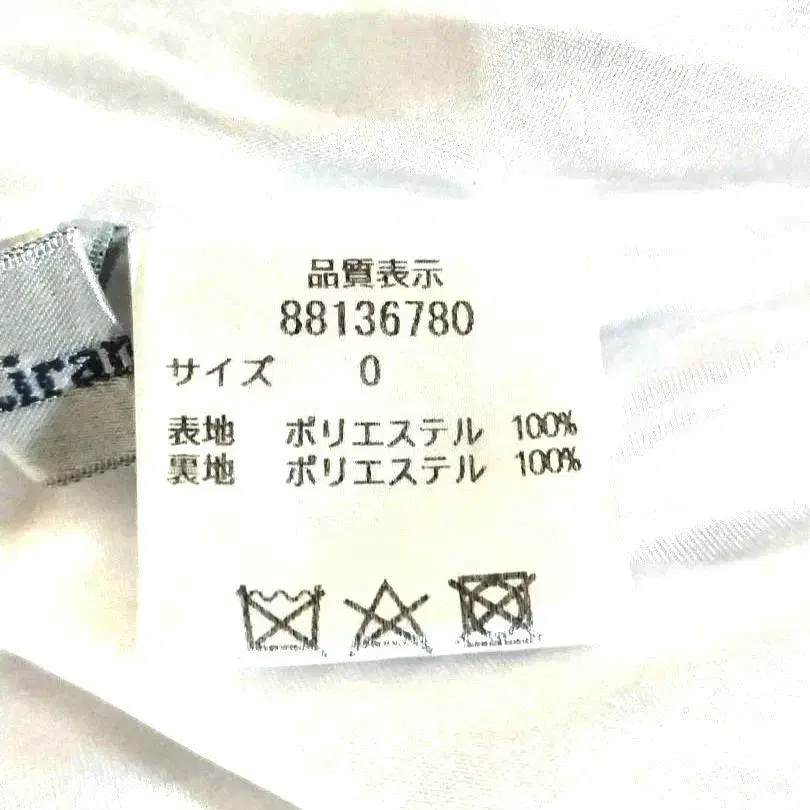 品質表示
88136780
サイズ 0
表地 ポリエステル 100%
裏地 ポリエステル 100%